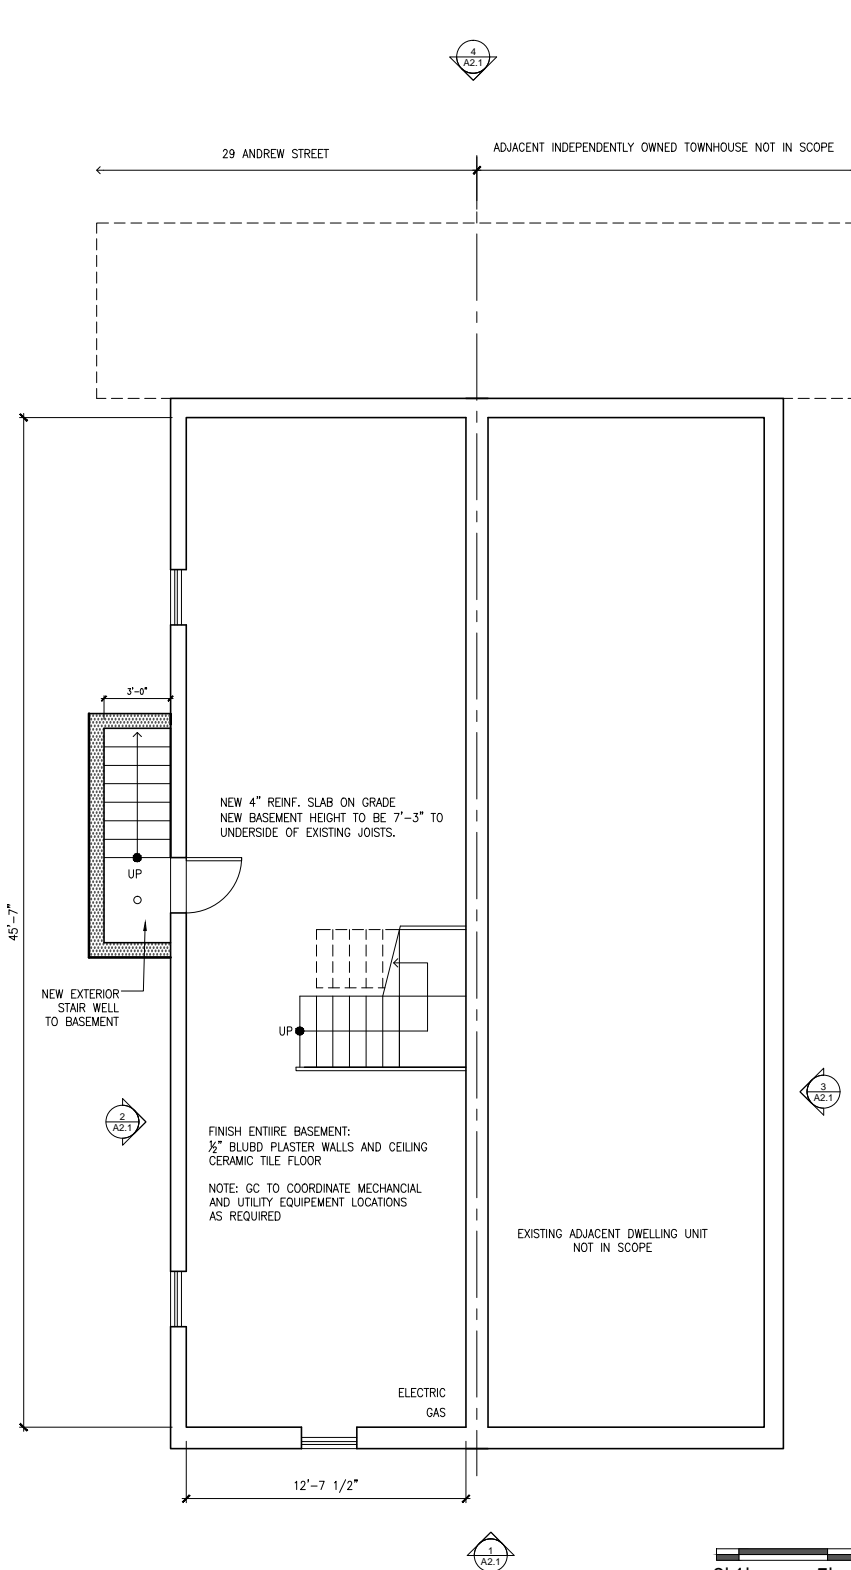 4
A2.1
29 ANDREW STREET
ADJACENT INDEPENDENTLY OWNED TOWNHOUSE NOT IN SCOPE
3'-0"
NEW 4" REINF. SLAB ON GRADE
NEW BASEMENT HEIGHT TO BE 7'-3" TO
UNDERSIDE OF EXISTING JOISTS.
UP
45'-7"
NEW EXTERIOR
STAIR WELL
TO BASEMENT
UP
3
A2.1
2
A2.1
FINISH ENTIIRE BASEMENT:
½" BLUBD PLASTER WALLS AND CEILING
CERAMIC TILE FLOOR
NOTE: GC TO COORDINATE MECHANCIAL
AND UTILITY EQUIPEMENT LOCATIONS
AS REQUIRED
EXISTING ADJACENT DWELLING UNIT
NOT IN SCOPE
ELECTRIC
GAS
12'-7 1/2"
1
A2.1